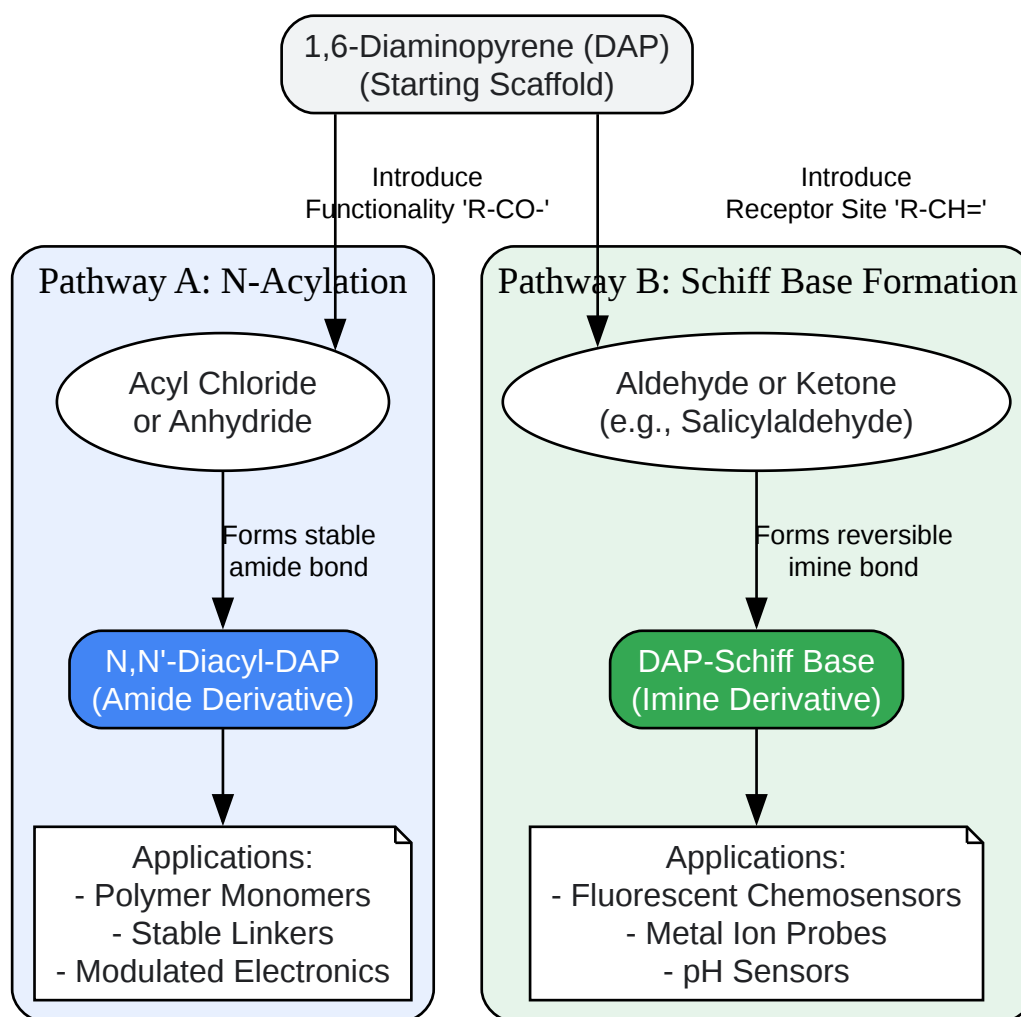 1,6-Diaminopyrene (DAP)
(Starting Scaffold)
Introduce
Functionality 'R-CO-'
Introduce
Receptor Site 'R-CH='
Pathway A: N-Acylation
Acyl Chloride
or Anhydride
Forms stable
amide bond
N,N'-Diacyl-DAP
(Amide Derivative)
Applications:
- Polymer Monomers
- Stable Linkers
- Modulated Electronics
Pathway B: Schiff Base Formation
Aldehyde or Ketone
(e.g., Salicylaldehyde)
Forms reversible
imine bond
DAP-Schiff Base
(Imine Derivative)
Applications:
- Fluorescent Chemosensors
- Metal Ion Probes
- pH Sensors